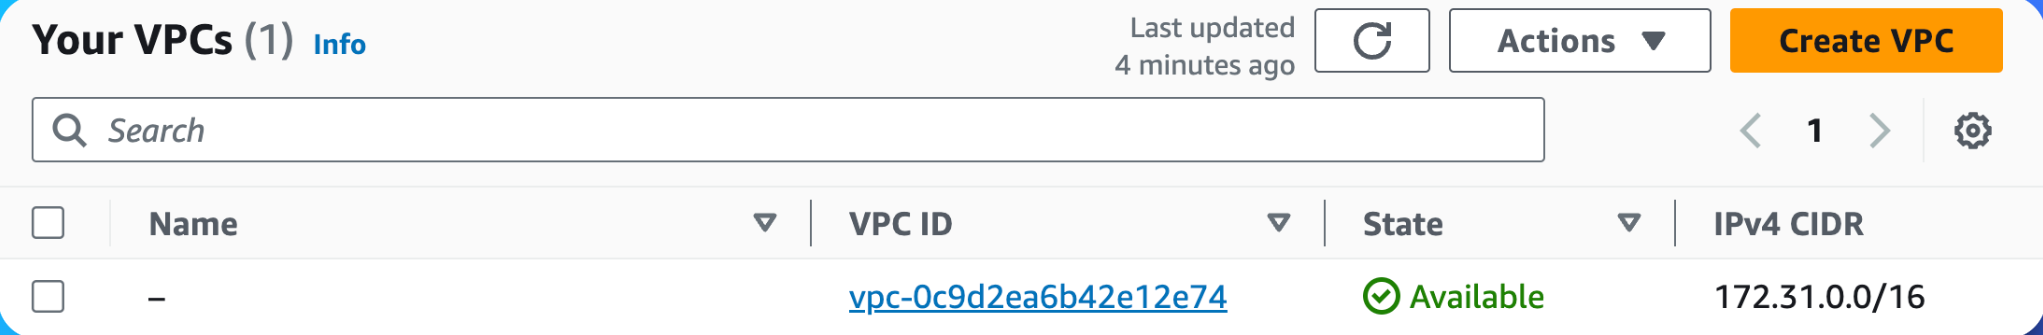 Your VPCs (1) Info
Last updated
4 minutes ago
Actions
Create VPC
Search
1
Name VPC ID State IPv4 CIDR
– vpc-0c9d2ea6b42e12e74 Available 172.31.0.0/16